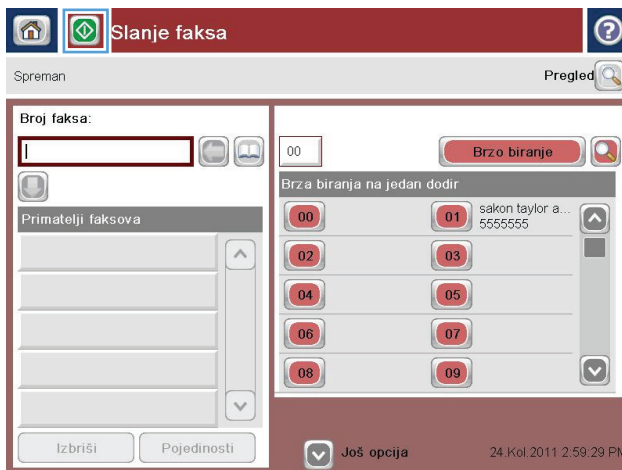 Slanje faksa
Spreman
Pregled
Broj faksa:
00
Brzo biranje
Brza biranja na jedan dodir
Primatelji faksova
00
01
sakon taylor a...
5555555
02
03
04
05
06
07
08
09
Izbriši
Pojedinosti
Još opcija
24.Kol.2011 2:59:29 PM